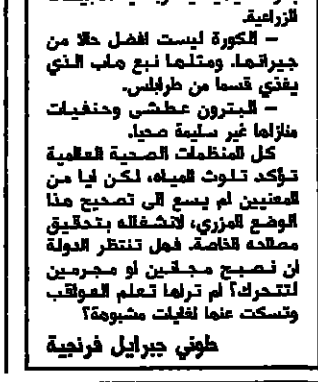 الزراعية.
– الكورة ليست افضل حالا من
جيرانها. ومثلها نبع هاب الذي
يغذي قسما من طرابلس.
– البترون عطشى وحنفيات
منازلها غير سليمة صحيا.
كل المنظمات الصحية العالمية
تؤكد تلوث المياه، لكن ايا من
المعنيين لم يسع الى تصحيح هذا
الوضع المزري، لانشغاله بتحقيق
مصالحه الخاصة. فهل تنتظر الدولة
ان نصبح مجانين او مجرمين
لتتحرك؟ ام تراها تعلم العواقب
وتسكت عنها لغايات مشبوهة؟
طوني جبرايل فرنجية